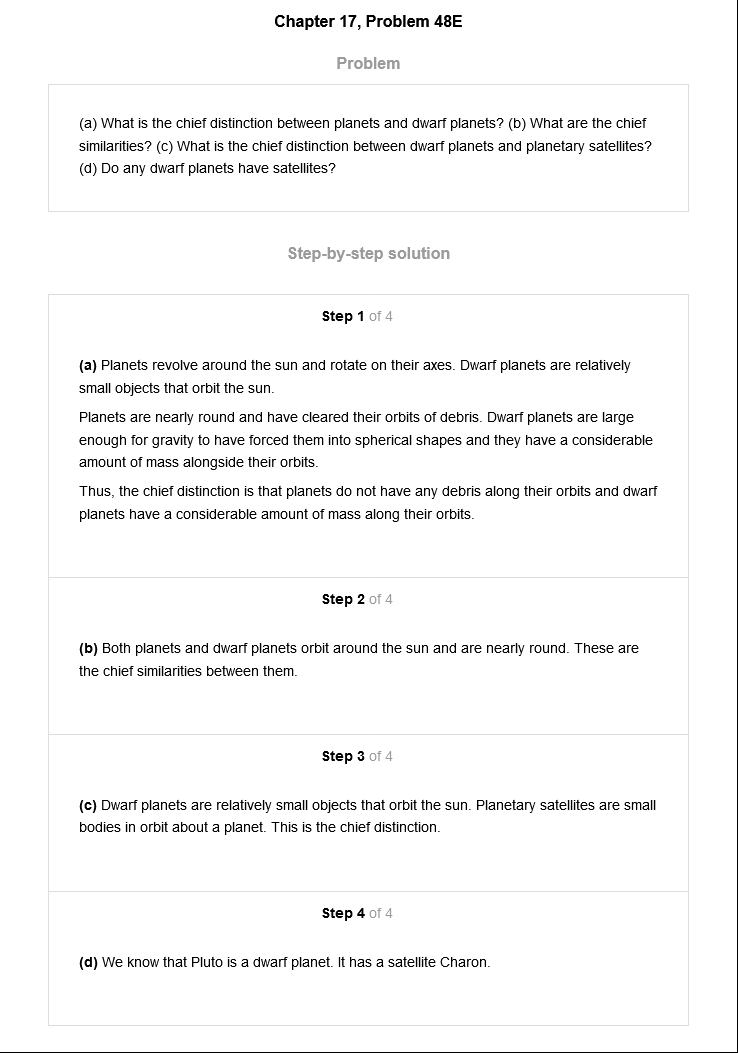 Chapter 17, Problem 48E
Problem
(a) What is the chief distinction between planets and dwarf planets? (b) What are the chief
similarities? (c) What is the chief distinction between dwarf planets and planetary satellites?
(d) Do any dwarf planets have satellites?
Step-by-step solution
Step 1 of 4
(a) Planets revolve around the sun and rotate on their axes. Dwarf planets are relatively
small objects that orbit the sun.
Planets are nearly round and have cleared their orbits of debris. Dwarf planets are large
enough for gravity to have forced them into spherical shapes and they have a considerable
amount of mass alongside their orbits.
Thus, the chief distinction is that planets do not have any debris along their orbits and dwarf
planets have a considerable amount of mass along their orbits.
Step 2 of 4
(b) Both planets and dwarf planets orbit around the sun and are nearly round. These are
the chief similarities between them.
Step 3 of 4
(c) Dwarf planets are relatively small objects that orbit the sun. Planetary satellites are small
bodies in orbit about a planet. This is the chief distinction.
Step 4 of 4
(d) We know that Pluto is a dwarf planet. It has a satellite Charon.